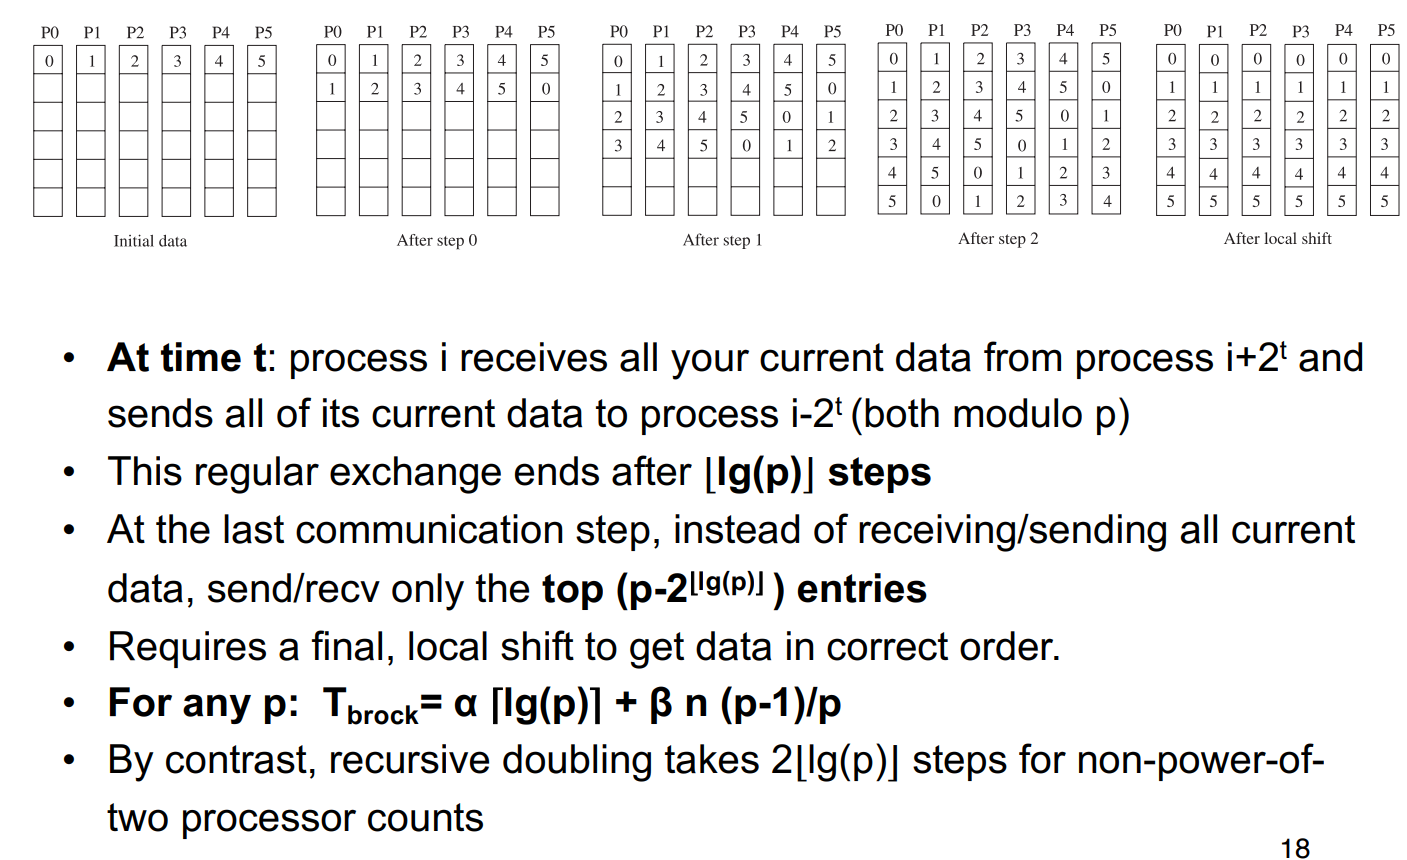 P0 P1 P2 P3 P4 P5 P0 P1 P2 P3 P4 P5 P0 P1 P2 P3 P4 P5 P0 P1 P2 P3 P4 P5 P0 P1 P2 P3 P4 P5
0 1 2 3 4 5 0 1 2 3 4 5 0 1 2 3 4 5 0 1 2 3 4 5 0 0 0 0 0 0
1 2 3 4 5 0 1 2 3 4 5 0 1 2 3 4 5 0 1 1 1 1 1 1
2 3 4 5 0 1 2 3 4 5 0 1 2 2 2 2 2 2
3 4 5 0 1 2 3 4 5 0 1 2 3 3 3 3 3 3
4 5 0 1 2 3 4 4 4 4 4 4
5 0 1 2 3 4 5 5 5 5 5 5
Initial data After step 0 After step 1 After step 2 After local shift
• At time t: process i receives all your current data from process i+2ᵗ and
sends all of its current data to process i-2ᵗ (both modulo p)
• This regular exchange ends after ⌊lg(p)⌋ steps
• At the last communication step, instead of receiving/sending all current
data, send/recv only the top (p-2^⌊lg(p)⌋ ) entries
• Requires a final, local shift to get data in correct order.
• For any p: T_brock= α ⌈lg(p)⌉ + β n (p-1)/p
• By contrast, recursive doubling takes 2⌊lg(p)⌋ steps for non-power-of-
two processor counts
18